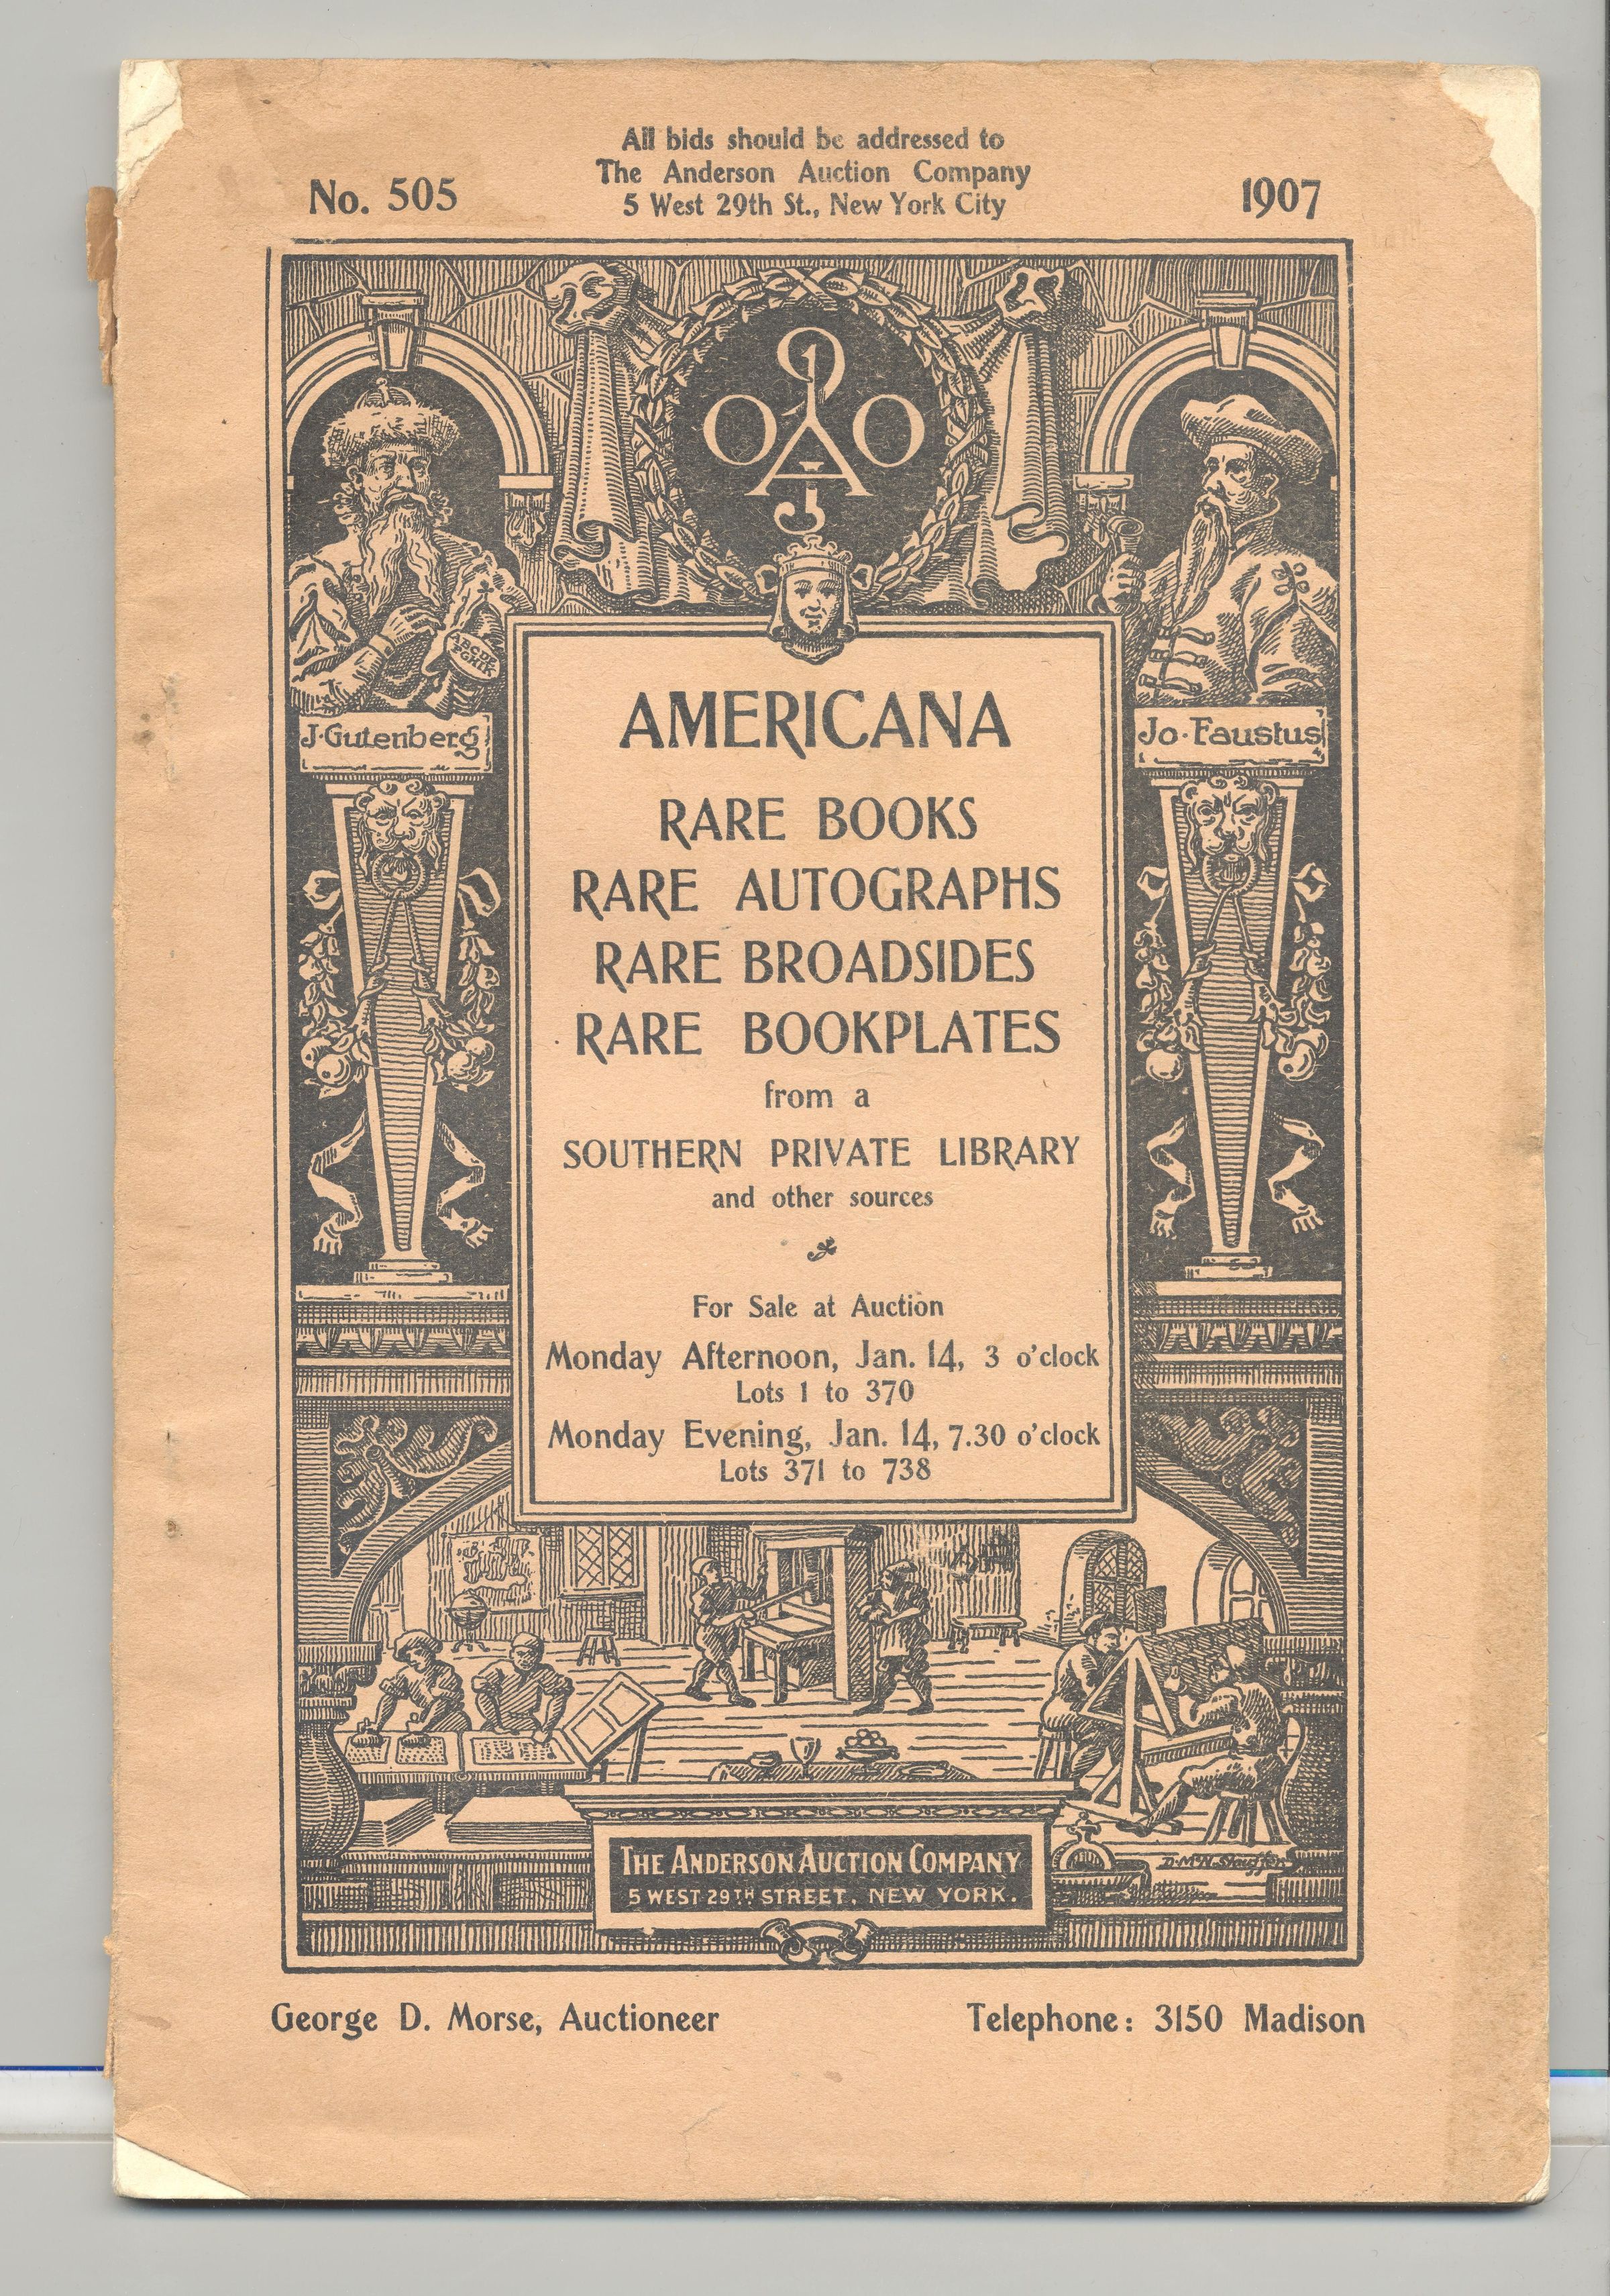 All bids should be addressed to
The Anderson Auction Company
5 West 29th St., New York City
No. 505
1907
ABCDE
FGHIK
J. Gutenberg
Jo. Faustus
AMERICANA
RARE BOOKS
RARE AUTOGRAPHS
RARE BROADSIDES
RARE BOOKPLATES
from a
SOUTHERN PRIVATE LIBRARY
and other sources
For Sale at Auction
Monday Afternoon, Jan. 14, 3 o'clock
Lots 1 to 370
Monday Evening, Jan. 14, 7.30 o'clock
Lots 371 to 738
D. McN. Stauffer
THE ANDERSON AUCTION COMPANY
5 WEST 29TH STREET. NEW YORK.
George D. Morse, Auctioneer
Telephone: 3150 Madison